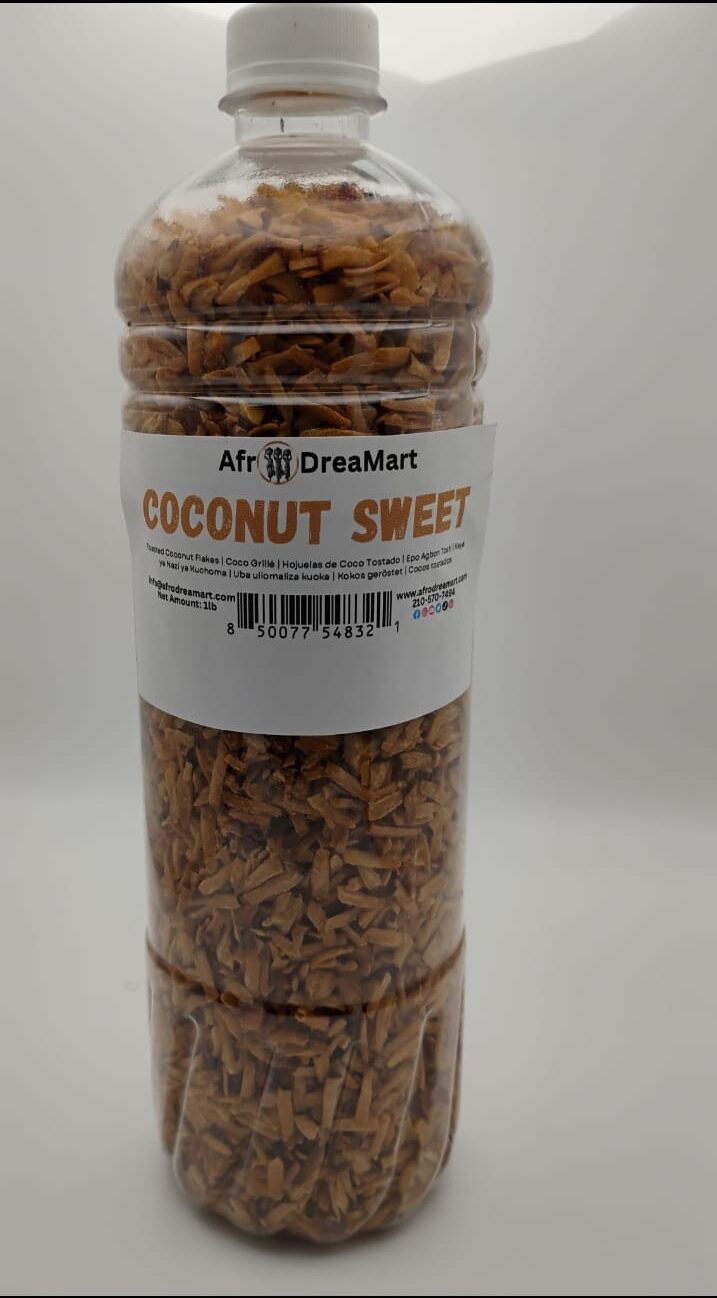 Afr DreaMart
COCONUT SWEET
Toasted Coconut Flakes | Coco Grillé | Hojuelas de Coco Tostado | Epo Agbon Tosti | Keya
ya Nazi ya Kuchoma | Uba uliomaliza kuoka | Kokos geröstet | Cocos tostados
info@afrodreamart.com
Net Amount: 1lb
www.afrodreamart.com
210-570-7494
8 50077 54832 1